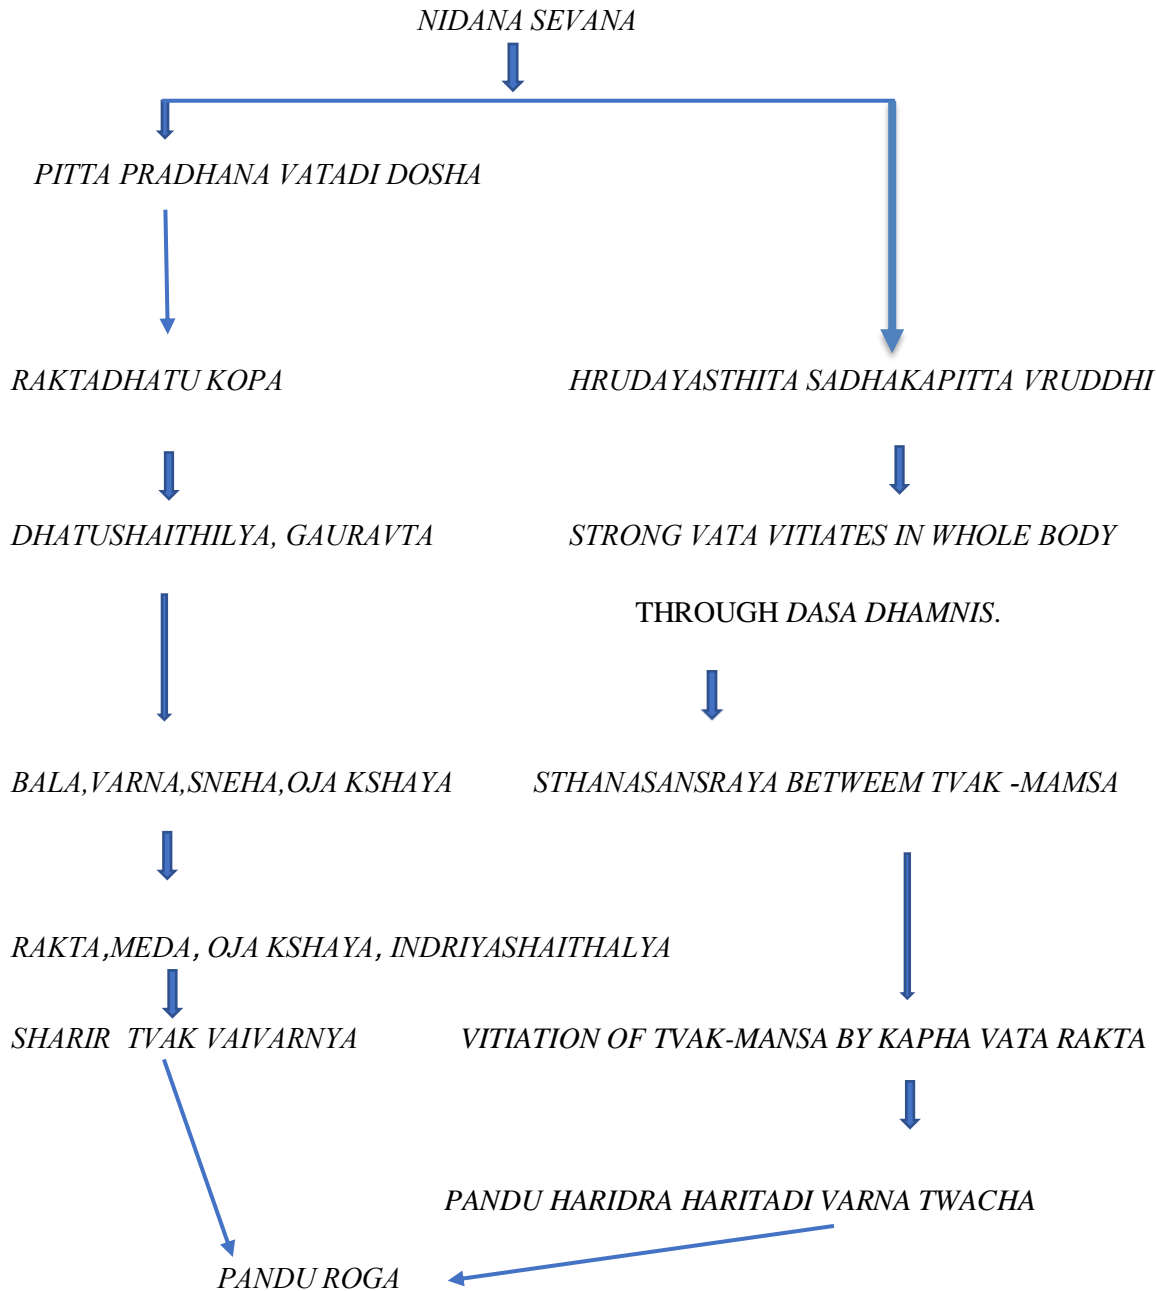 NIDANA SEVANA
PITTA PRADHANA VATADI DOSHA
RAKTADHATU KOPA
HRUDAYASTHITA SADHAKAPITTA VRUDDHI
DHATUSHAITHILYA, GAURAVTA
STRONG VATA VITIATES IN WHOLE BODY
THROUGH DASA DHAMNIS.
BALA,VARNA,SNEHA,OJA KSHAYA
STHANASANSRAYA BETWEEM TVAK -MAMSA
RAKTA,MEDA, OJA KSHAYA, INDRIYASHAITHALYA
SHARIR TVAK VAIVARNYA
VITIATION OF TVAK-MANSA BY KAPHA VATA RAKTA
PANDU HARIDRA HARITADI VARNA TWACHA
PANDU ROGA